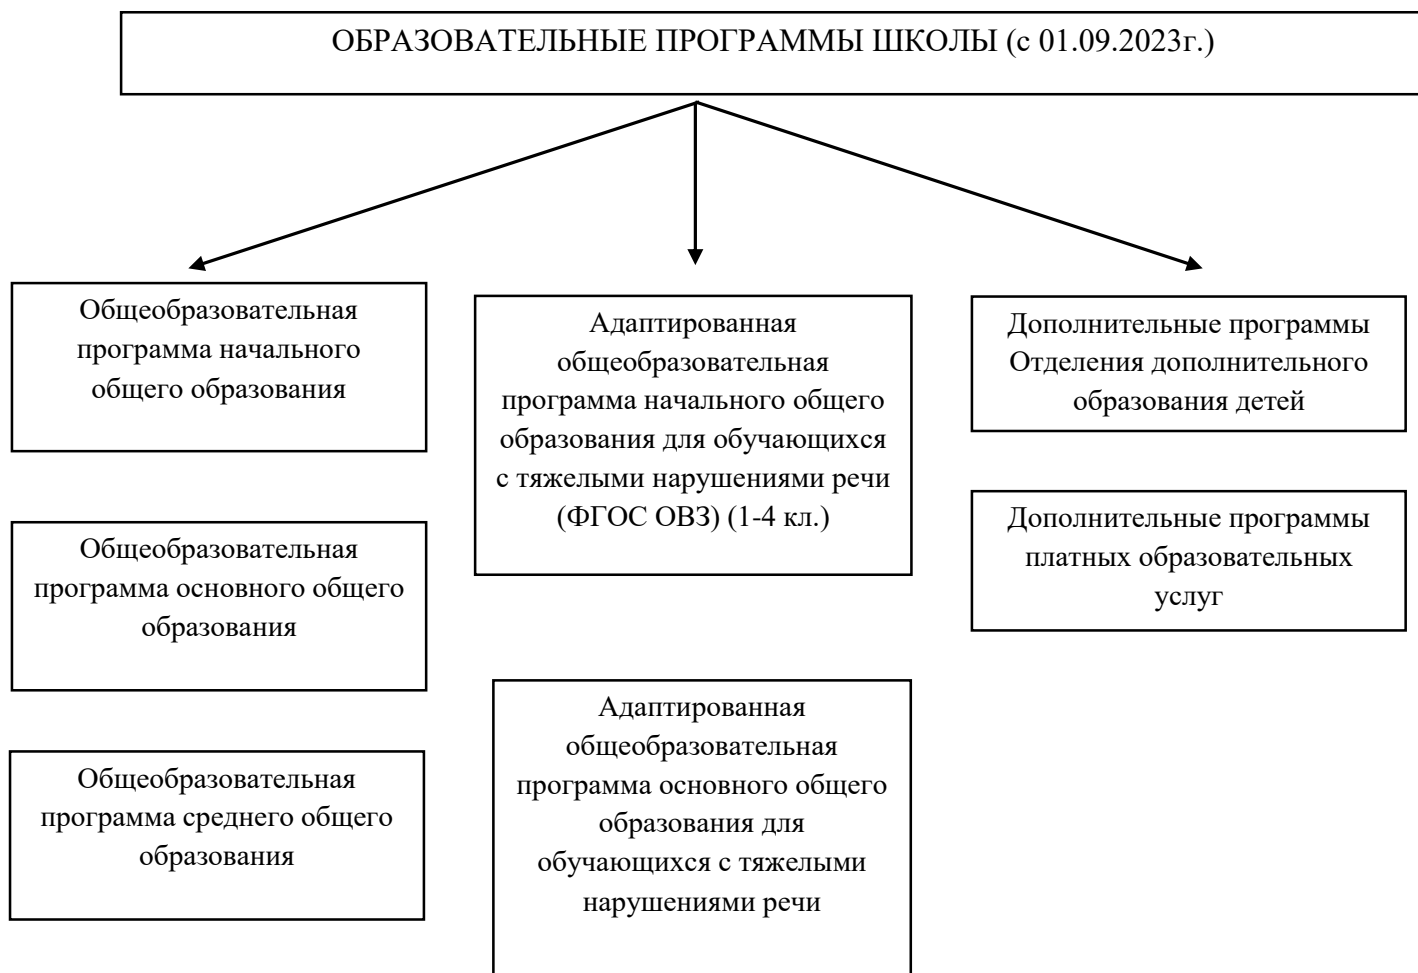 ОБРАЗОВАТЕЛЬНЫЕ ПРОГРАММЫ ШКОЛЫ (с 01.09.2023г.)
Общеобразовательная
программа начального
общего образования
Общеобразовательная
программа основного общего
образования
Общеобразовательная
программа среднего общего
образования
Адаптированная
общеобразовательная
программа начального общего
образования для обучающихся
с тяжелыми нарушениями речи
(ФГОС ОВЗ) (1-4 кл.)
Адаптированная
общеобразовательная
программа основного общего
образования для
обучающихся с тяжелыми
нарушениями речи
Дополнительные программы
Отделения дополнительного
образования детей
Дополнительные программы
платных образовательных
услуг